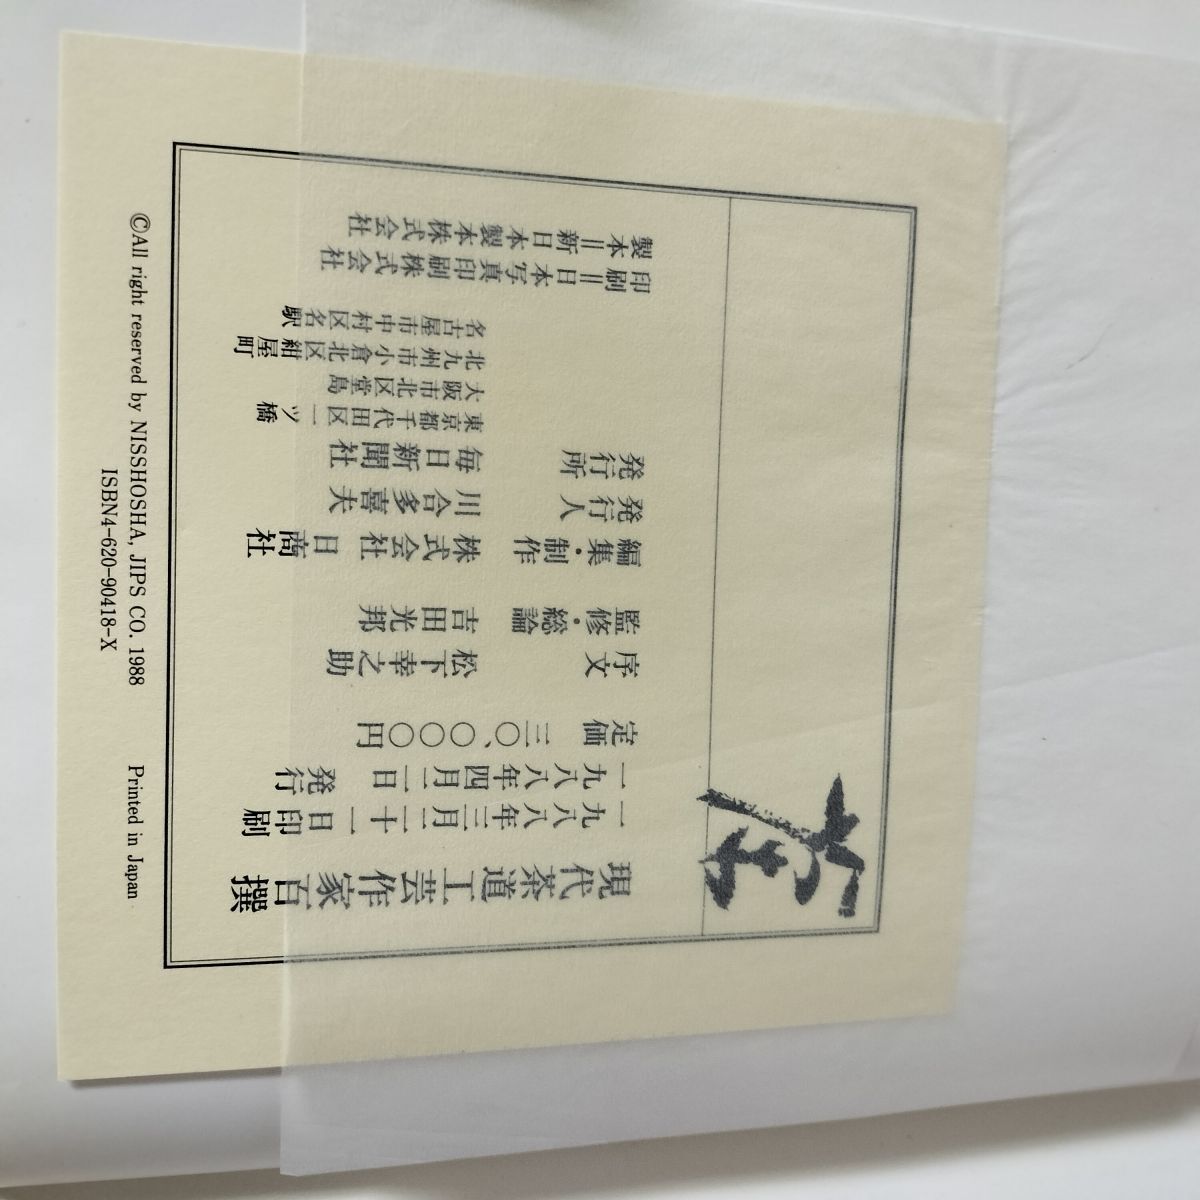 現代茶道工芸作家百撰
一九八八年三月二十一日 印刷
一九八八年四月二日 発行
定価 三〇、〇〇〇円
序文 松下幸之助
監修・総論 吉田光邦
編集・制作 株式会社 日商社
発行人 川合多喜夫
発行所 毎日新聞社
東京都千代田区一ツ橋
大阪市北区堂島
北九州市小倉北区紺屋町
名古屋市中村区名駅
印刷=日本写真印刷株式会社
製本=新日本製本株式会社
©All right reserved by NISSHOSHA, JIPS CO. 1988 Printed in Japan
ISBN4-620-90418-X